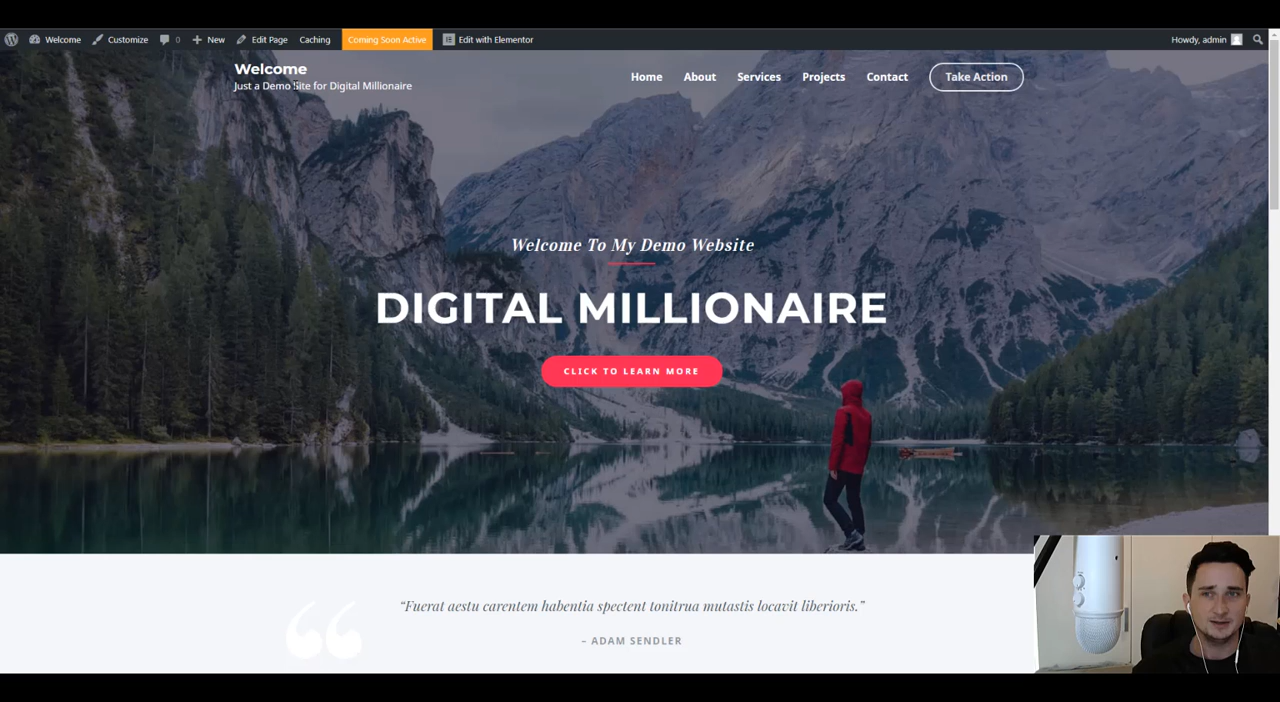 Welcome Customize 0 New Edit Page Caching Coming Soon Active Edit with Elementor Howdy, admin
Welcome
Just a Demo Site for Digital Millionaire
Home About Services Projects Contact Take Action
Welcome To My Demo Website
DIGITAL MILLIONAIRE
CLICK TO LEARN MORE
“Fuerat aestu carentem habentia spectent tonitrua mutastis locavit liberioris.”
– ADAM SENDLER